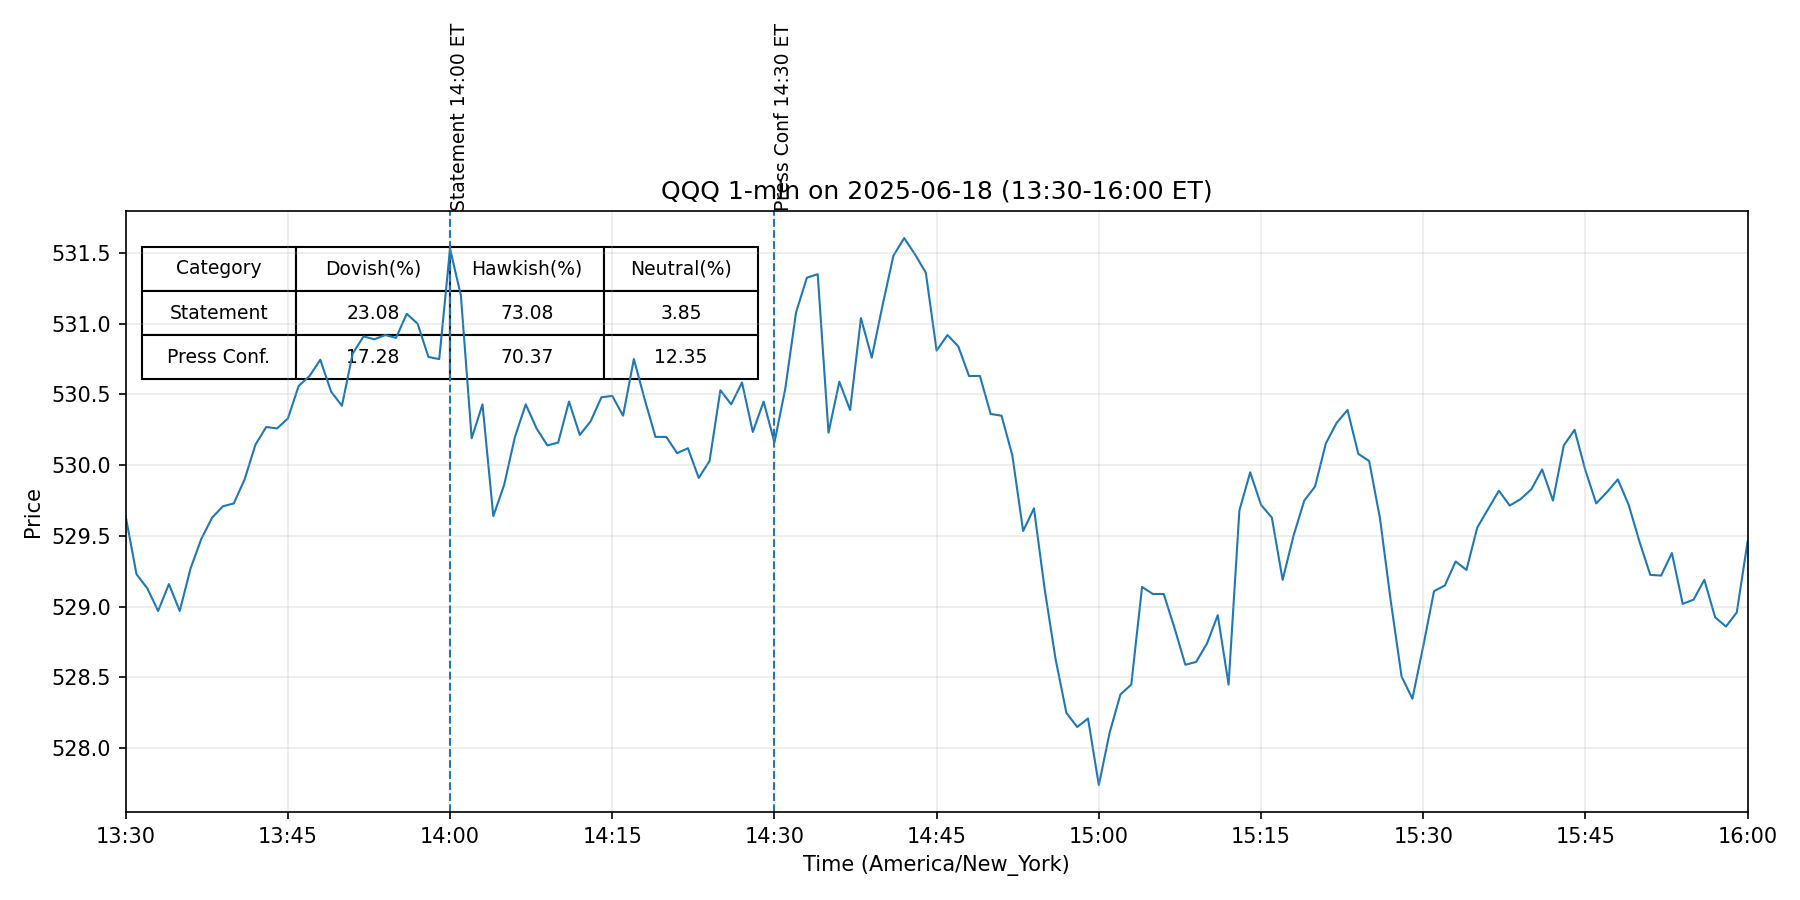 Statement 14:00 ET
Press Conf 14:30 ET
QQQ 1-min on 2025-06-18 (13:30-16:00 ET)
Category Dovish(%) Hawkish(%) Neutral(%)
Statement 23.08 73.08 3.85
Press Conf. 17.28 70.37 12.35
531.5
531.0
530.5
530.0
529.5
529.0
528.5
528.0
Price
13:30 13:45 14:00 14:15 14:30 14:45 15:00 15:15 15:30 15:45 16:00
Time (America/New_York)